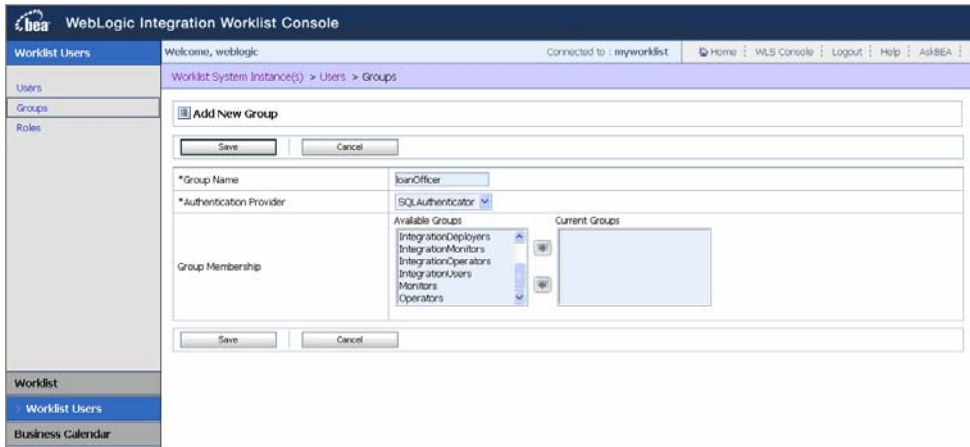 bea WebLogic Integration Worklist Console
Worklist Users
Welcome, weblogic
Connected to : myworklist
Home
WLS Console
Logout
Help
AskBEA
Users
Groups
Roles
Worklist System Instance(s) > Users > Groups
Add New Group
Save
Cancel
*Group Name
loanOfficer
*Authentication Provider
SQLAuthenticator
Group Membership
Available Groups
Current Groups
IntegrationDeployers
IntegrationMonitors
IntegrationOperators
IntegrationUsers
Monitors
Operators
Save
Cancel
Worklist
Worklist Users
Business Calendar